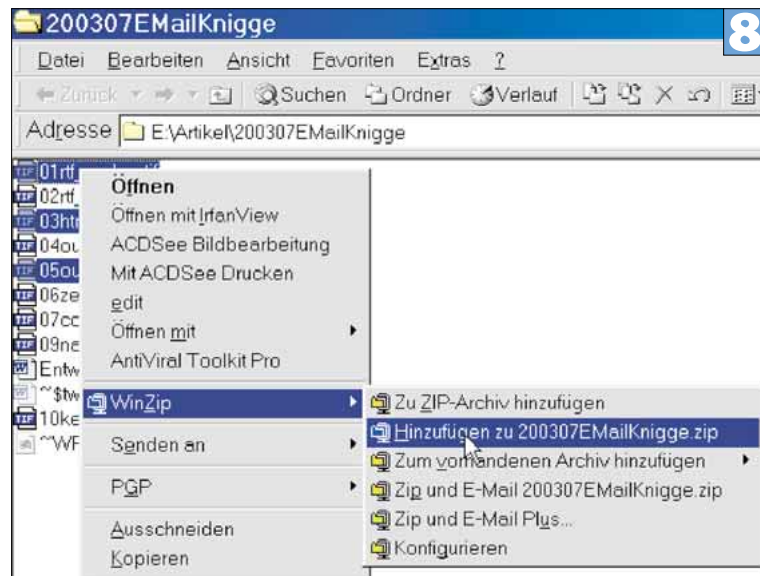 200307EMailKnigge
8
Datei Bearbeiten Ansicht Favoriten Extras ?
Zurück Suchen Ordner Verlauf
Adresse E:\Artikel\200307EMailKnigge
01rtf
02rtf
03htm
04ou
05ou
06ze
07cc
09ne
Entw
~$tw
10ke
~WF
Öffnen
Öffnen mit IrfanView
ACDSee Bildbearbeitung
Mit ACDSee Drucken
edit
Öffnen mit
AntiViral Toolkit Pro
WinZip
Senden an
PGP
Ausschneiden
Kopieren
Zu ZIP-Archiv hinzufügen
Hinzufügen zu 200307EMailKnigge.zip
Zum vorhandenen Archiv hinzufügen
Zip und E-Mail 200307EMailKnigge.zip
Zip und E-Mail Plus...
Konfigurieren